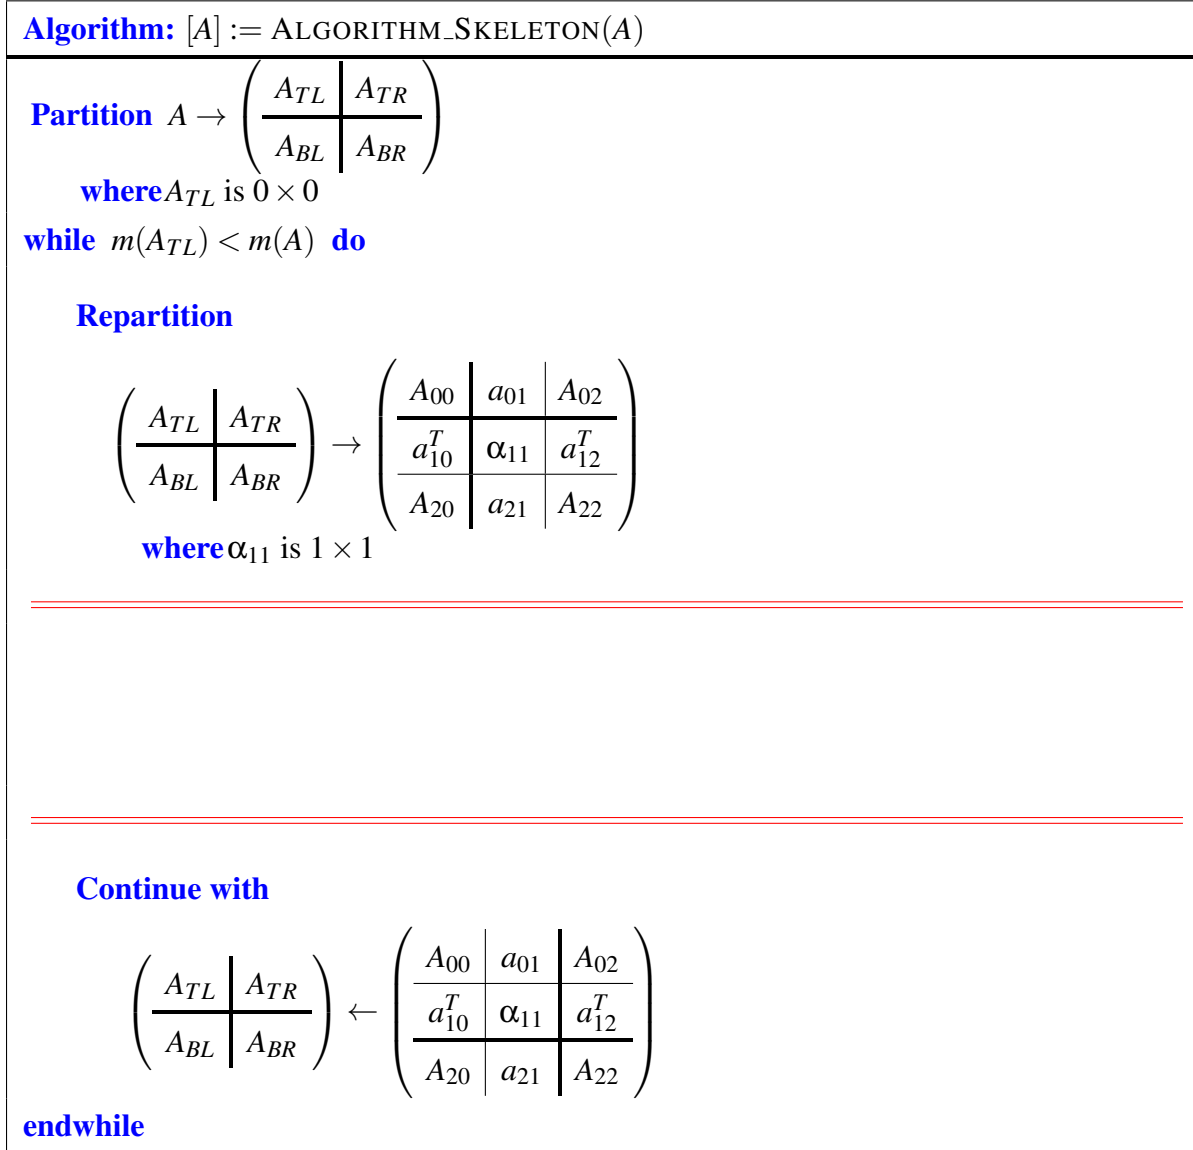 Algorithm: [A] := ALGORITHM_SKELETON(A)
Partition A → ( A_TL | A_TR
A_BL | A_BR )
where A_TL is 0 × 0
while m(A_TL) < m(A) do
Repartition
( A_TL | A_TR
A_BL | A_BR ) → ( A_00 | a_01 | A_02
a_10^T | α_11 | a_12^T
A_20 | a_21 | A_22 )
where α_11 is 1 × 1
Continue with
( A_TL | A_TR
A_BL | A_BR ) ← ( A_00 | a_01 | A_02
a_10^T | α_11 | a_12^T
A_20 | a_21 | A_22 )
endwhile